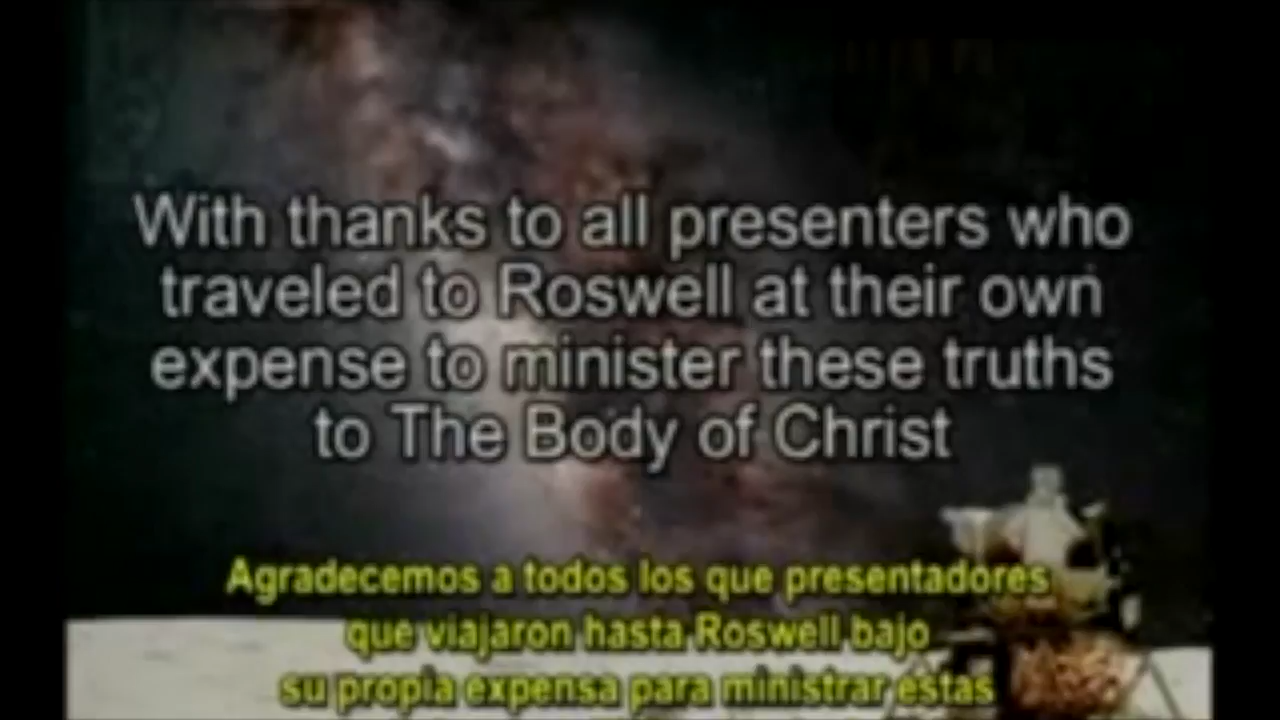 With thanks to all presenters who
traveled to Roswell at their own
expense to minister these truths
to The Body of Christ
Agradecemos a todos los que presentadores
que viajaron hasta Roswell bajo
su propia expensa para ministrar estas